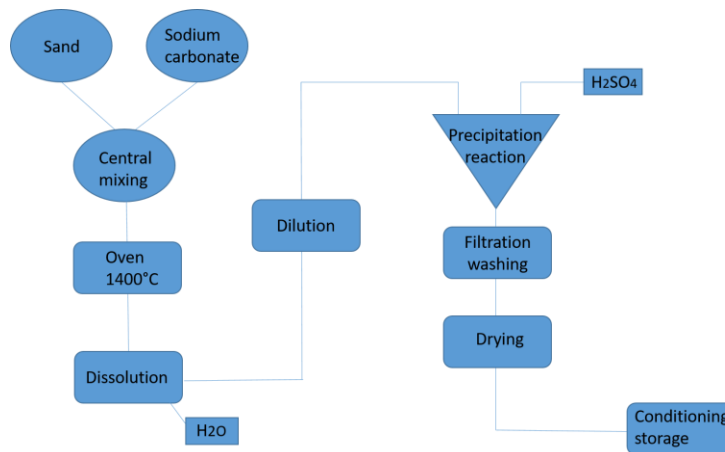 Sand
Sodium
carbonate
Central
mixing
Oven
1400°C
Dissolution
H2O
Dilution
H2SO4
Precipitation
reaction
Filtration
washing
Drying
Conditioning
storage